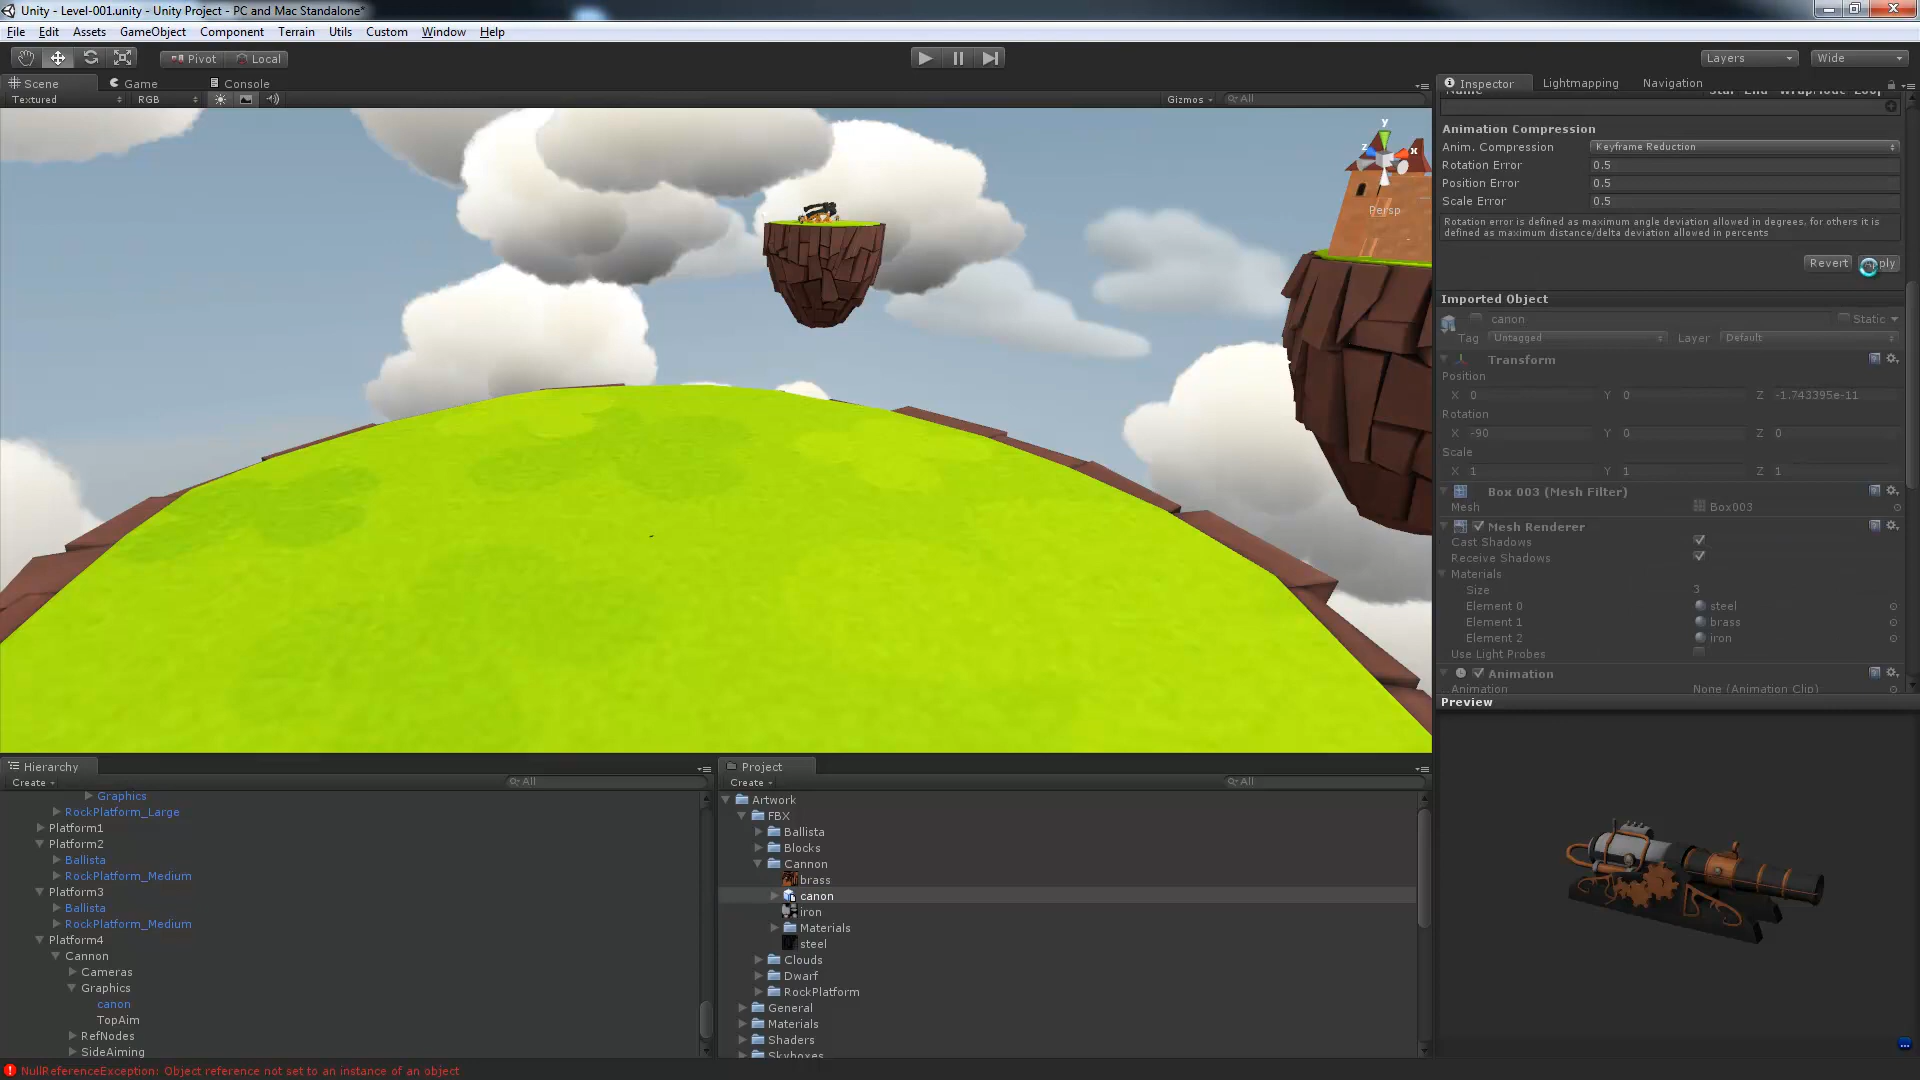 Unity - Level-001.unity - Unity Project - PC and Mac Standalone*
File Edit Assets GameObject Component Terrain Utils Custom Window Help
Pivot Local Layers Wide
Scene Game Console
Textured RGB Gizmos All
y
z x
Persp
Inspector Lightmapping Navigation
Animation Compression
Anim. Compression Keyframe Reduction
Rotation Error 0.5
Position Error 0.5
Scale Error 0.5
Rotation error is defined as maximum angle deviation allowed in degrees, for others it is
defined as maximum distance/delta deviation allowed in percents
Revert Apply
Imported Object
canon Static
Tag Untagged Layer Default
Transform
Position
X 0 Y 0 Z -1.743395e-11
Rotation
X -90 Y 0 Z 0
Scale
X 1 Y 1 Z 1
Box 003 (Mesh Filter)
Mesh Box003
Mesh Renderer
Cast Shadows
Receive Shadows
Materials
Size 3
Element 0 steel
Element 1 brass
Element 2 iron
Use Light Probes
Animation
Animation None (Animation Clip)
Preview
Hierarchy
Create All
Graphics
RockPlatform_Large
Platform1
Platform2
Ballista
RockPlatform_Medium
Platform3
Ballista
RockPlatform_Medium
Platform4
Cannon
Cameras
Graphics
canon
TopAim
RefNodes
SideAiming
Project
Create All
Artwork
FBX
Ballista
Blocks
Cannon
brass
canon
iron
Materials
steel
Clouds
Dwarf
RockPlatform
General
Materials
Shaders
Skyboxes
NullReferenceException: Object reference not set to an instance of an object